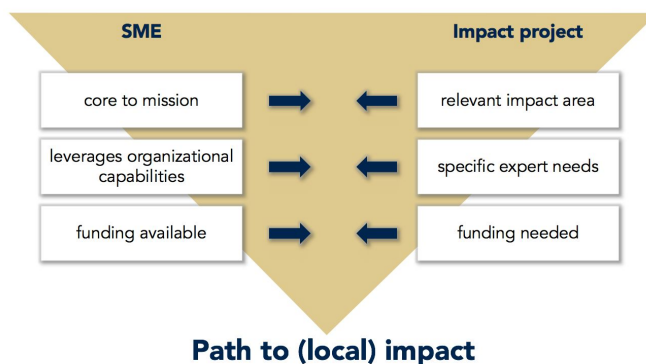 SME
Impact project
core to mission
relevant impact area
leverages organizational
capabilities
specific expert needs
funding available
funding needed
Path to (local) impact